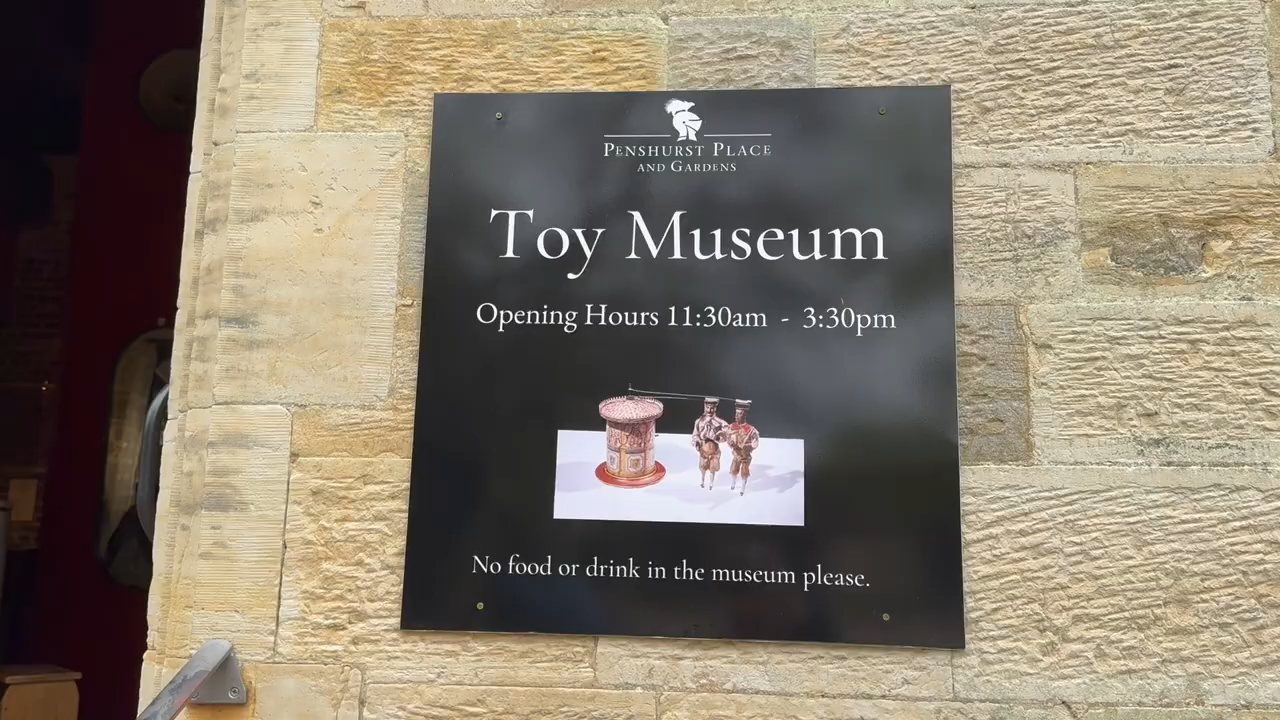 Penshurst Place
and Gardens
Toy Museum
Opening Hours 11:30am - 3:30pm
No food or drink in the museum please.